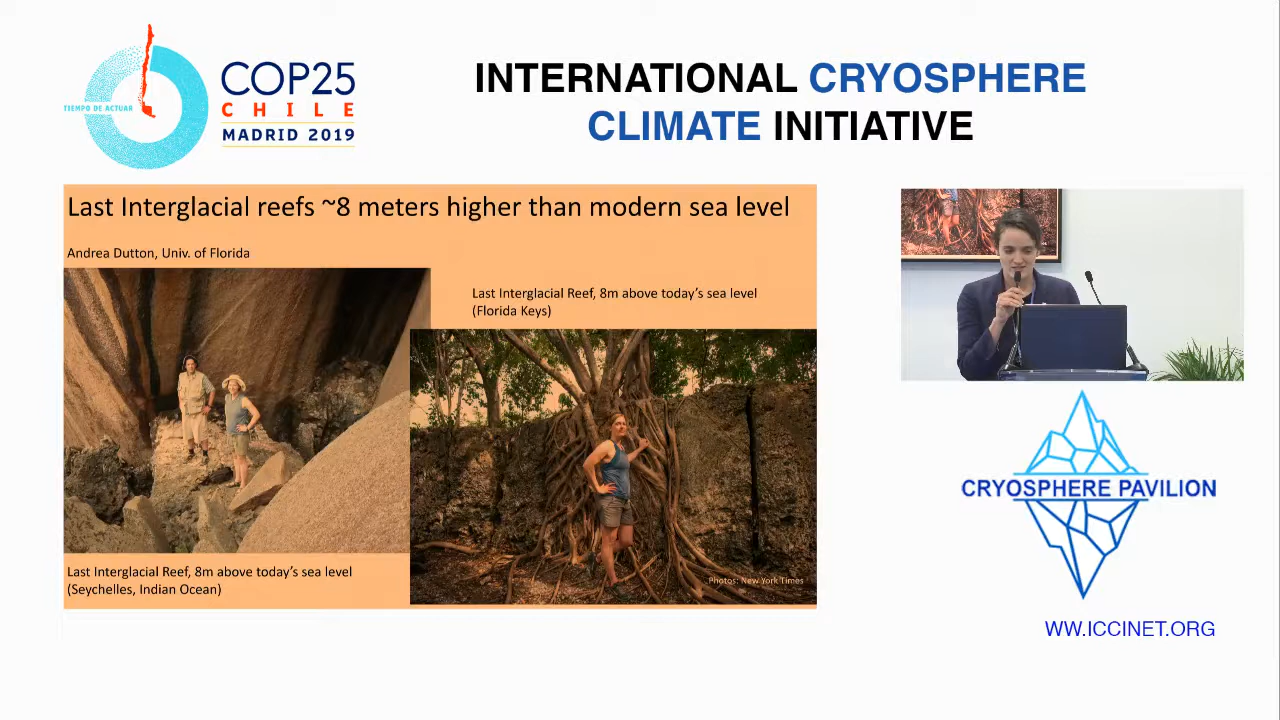 TIEMPO DE ACTUAR
COP25
CHILE
MADRID 2019
INTERNATIONAL CRYOSPHERE
CLIMATE INITIATIVE
Last Interglacial reefs ~8 meters higher than modern sea level
Andrea Dutton, Univ. of Florida
Last Interglacial Reef, 8m above today's sea level
(Florida Keys)
Photos: New York Times
Last Interglacial Reef, 8m above today's sea level
(Seychelles, Indian Ocean)
CRYOSPHERE PAVILION
WW.ICCINET.ORG